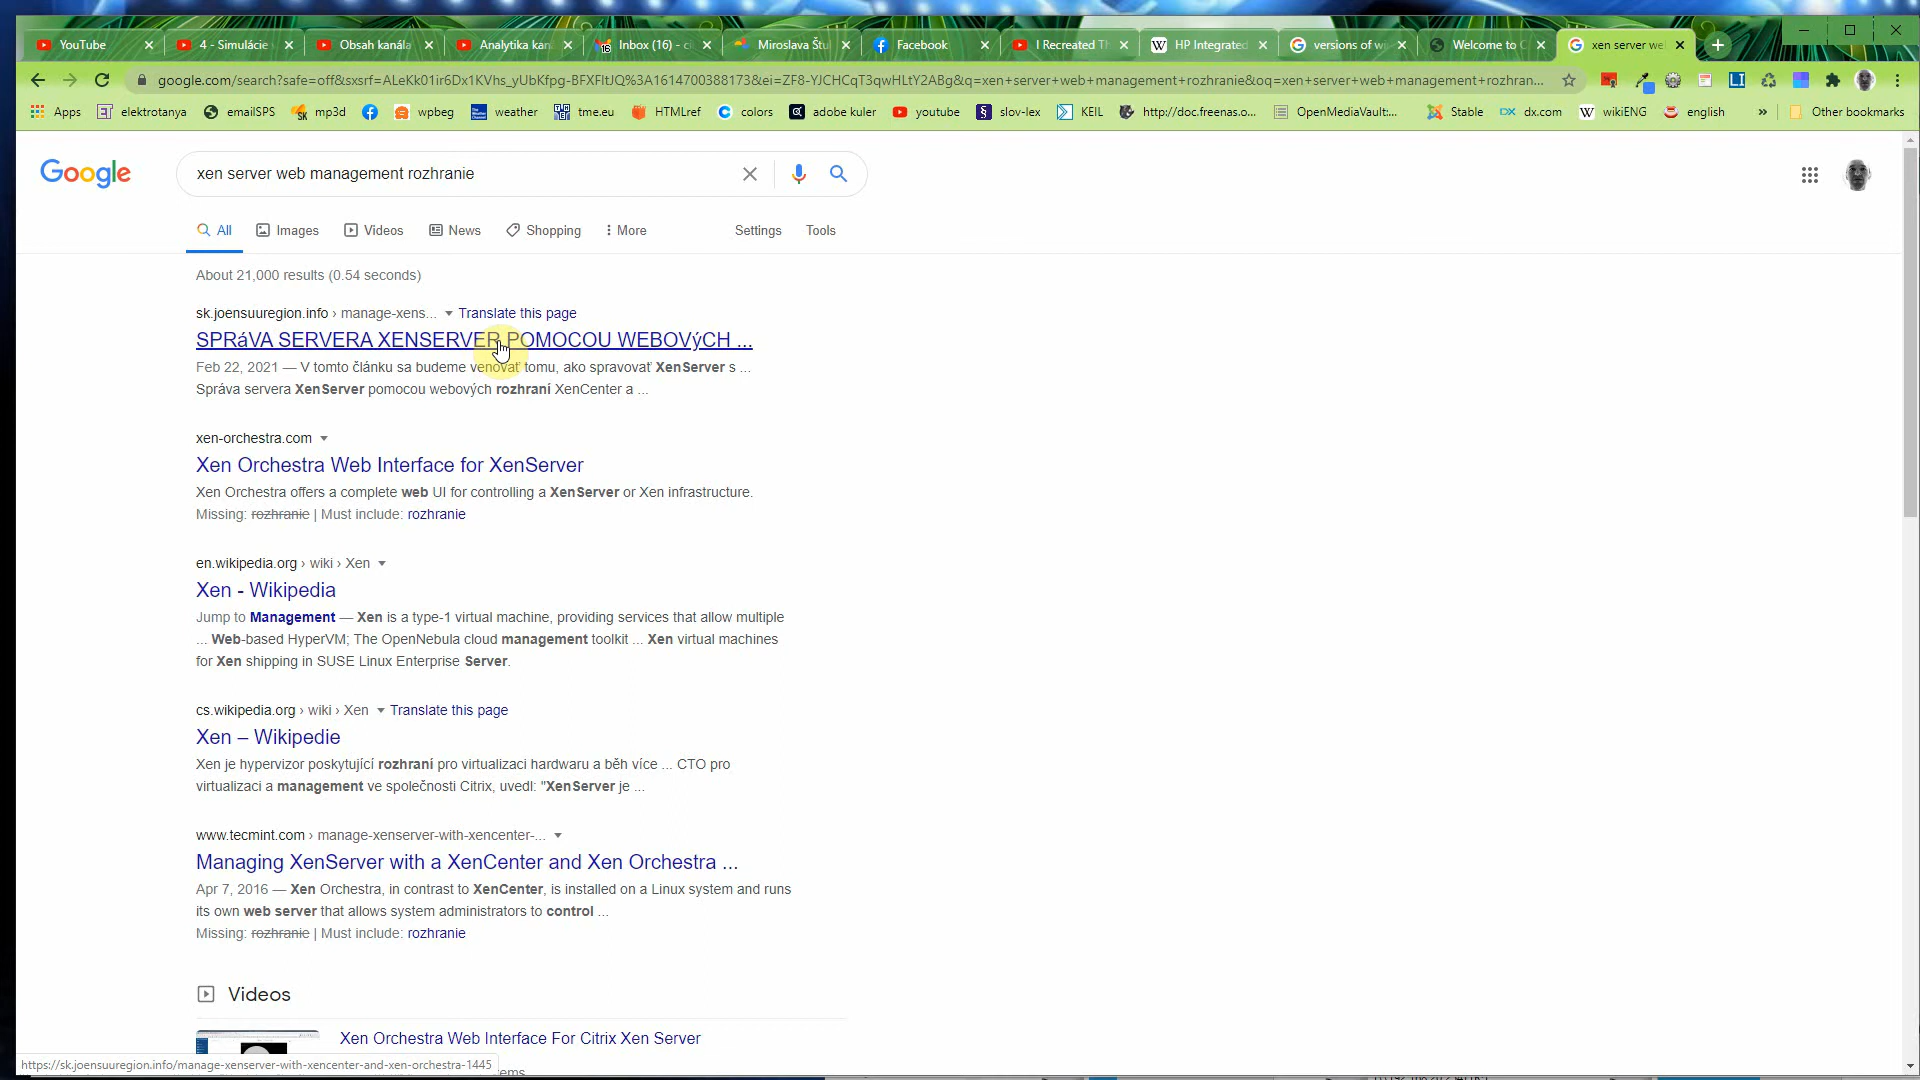 YouTube
4 - Simulácie
Obsah kanála
Analytika kan
Inbox (16) - c
Miroslava Štu
Facebook
I Recreated Th
HP Integrated
versions of w
Welcome to C
xen server we
google.com/search?safe=off&sxsrf=ALeKk01ir6Dx1KVhs_yUbKfpg-BFXFltJQ%3A1614700388173&ei=ZF8-YJCHCqT3qwHLtY2ABg&q=xen+server+web+management+rozhranie&oq=xen+server+web+management+rozhran...
Apps
elektrotanya
emailSPS
mp3d
wpbeg
weather
tme.eu
HTMLref
colors
adobe kuler
youtube
slov-lex
KEIL
http://doc.freenas.o...
OpenMediaVault:...
Stable
dx.com
wikiENG
english
»
Other bookmarks
Google
xen server web management rozhranie
All Images Videos News Shopping More Settings Tools
About 21,000 results (0.54 seconds)
sk.joensuuregion.info › manage-xens... Translate this page
SPRáVA SERVERA XENSERVER POMOCOU WEBOVýCH ...
Feb 22, 2021 — V tomto článku sa budeme venovať tomu, ako spravovať XenServer s ...
Správa servera XenServer pomocou webových rozhraní XenCenter a ...
xen-orchestra.com
Xen Orchestra Web Interface for XenServer
Xen Orchestra offers a complete web UI for controlling a XenServer or Xen infrastructure.
Missing: rozhranie | Must include: rozhranie
en.wikipedia.org › wiki › Xen
Xen - Wikipedia
Jump to Management — Xen is a type-1 virtual machine, providing services that allow multiple
... Web-based HyperVM; The OpenNebula cloud management toolkit ... Xen virtual machines
for Xen shipping in SUSE Linux Enterprise Server.
cs.wikipedia.org › wiki › Xen Translate this page
Xen – Wikipedie
Xen je hypervizor poskytující rozhraní pro virtualizaci hardwaru a běh více ... CTO pro
virtualizaci a management ve společnosti Citrix, uvedl: "XenServer je ...
www.tecmint.com › manage-xenserver-with-xencenter-...
Managing XenServer with a XenCenter and Xen Orchestra ...
Apr 7, 2016 — Xen Orchestra, in contrast to XenCenter, is installed on a Linux system and runs
its own web server that allows system administrators to control ...
Missing: rozhranie | Must include: rozhranie
Videos
Xen Orchestra Web Interface For Citrix Xen Server
https://sk.joensuuregion.info/manage-xenserver-with-xencenter-and-xen-orchestra-1445